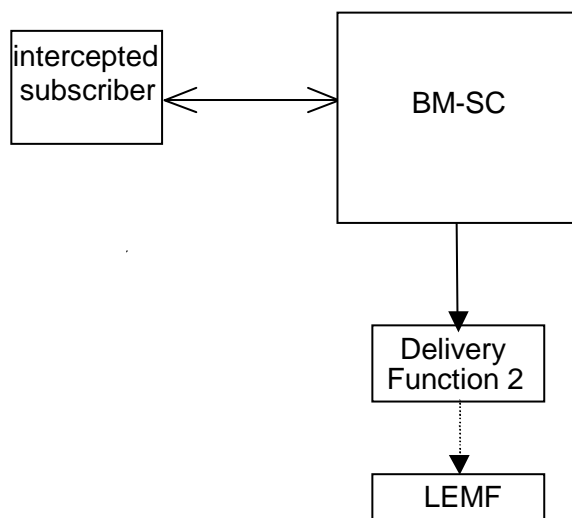 intercepted
subscriber
BM-SC
Delivery
Function 2
LEMF